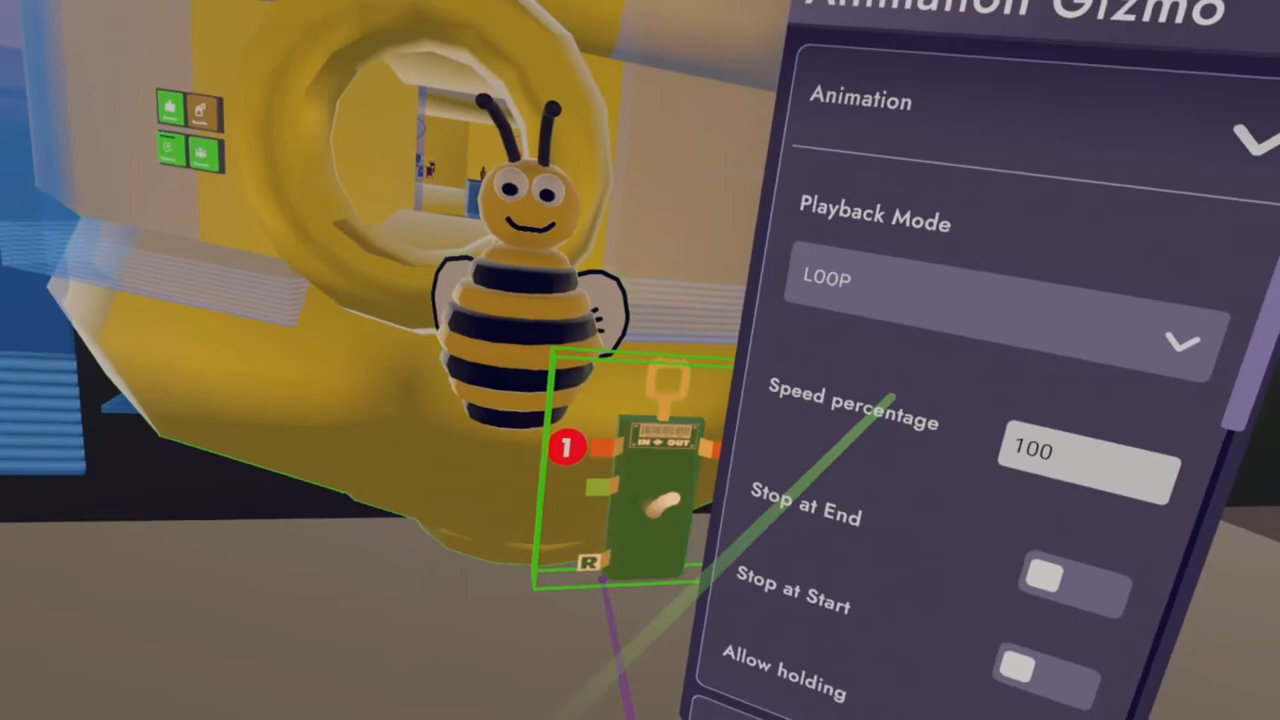 Animation Gizmo
Animation
Playback Mode
LOOP
Speed percentage
100
Stop at End
Stop at Start
Allow holding
1
IN + OUT
R